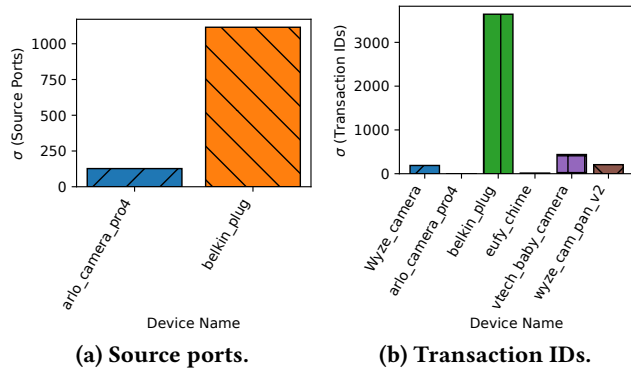 1000
750
500
250
0
σ (Source Ports)
arlo_camera_pro4
belkin_plug
Device Name
(a) Source ports.
3000
2000
1000
0
σ (Transaction IDs)
Wyze_camera
arlo_camera_pro4
belkin_plug
eufy_chime
vtech_baby_camera
wyze_cam_pan_v2
Device Name
(b) Transaction IDs.